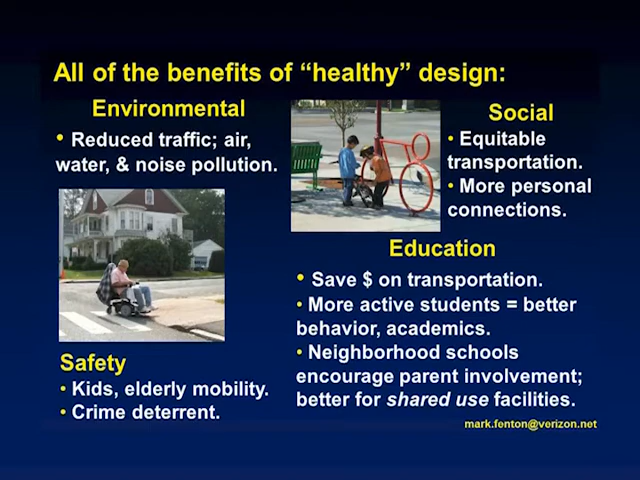 All of the benefits of “healthy” design:
Environmental
• Reduced traffic; air,
water, & noise pollution.
Social
• Equitable
transportation.
• More personal
connections.
Education
• Save $ on transportation.
• More active students = better
behavior, academics.
• Neighborhood schools
encourage parent involvement;
better for shared use facilities.
Safety
• Kids, elderly mobility.
• Crime deterrent.
mark.fenton@verizon.net